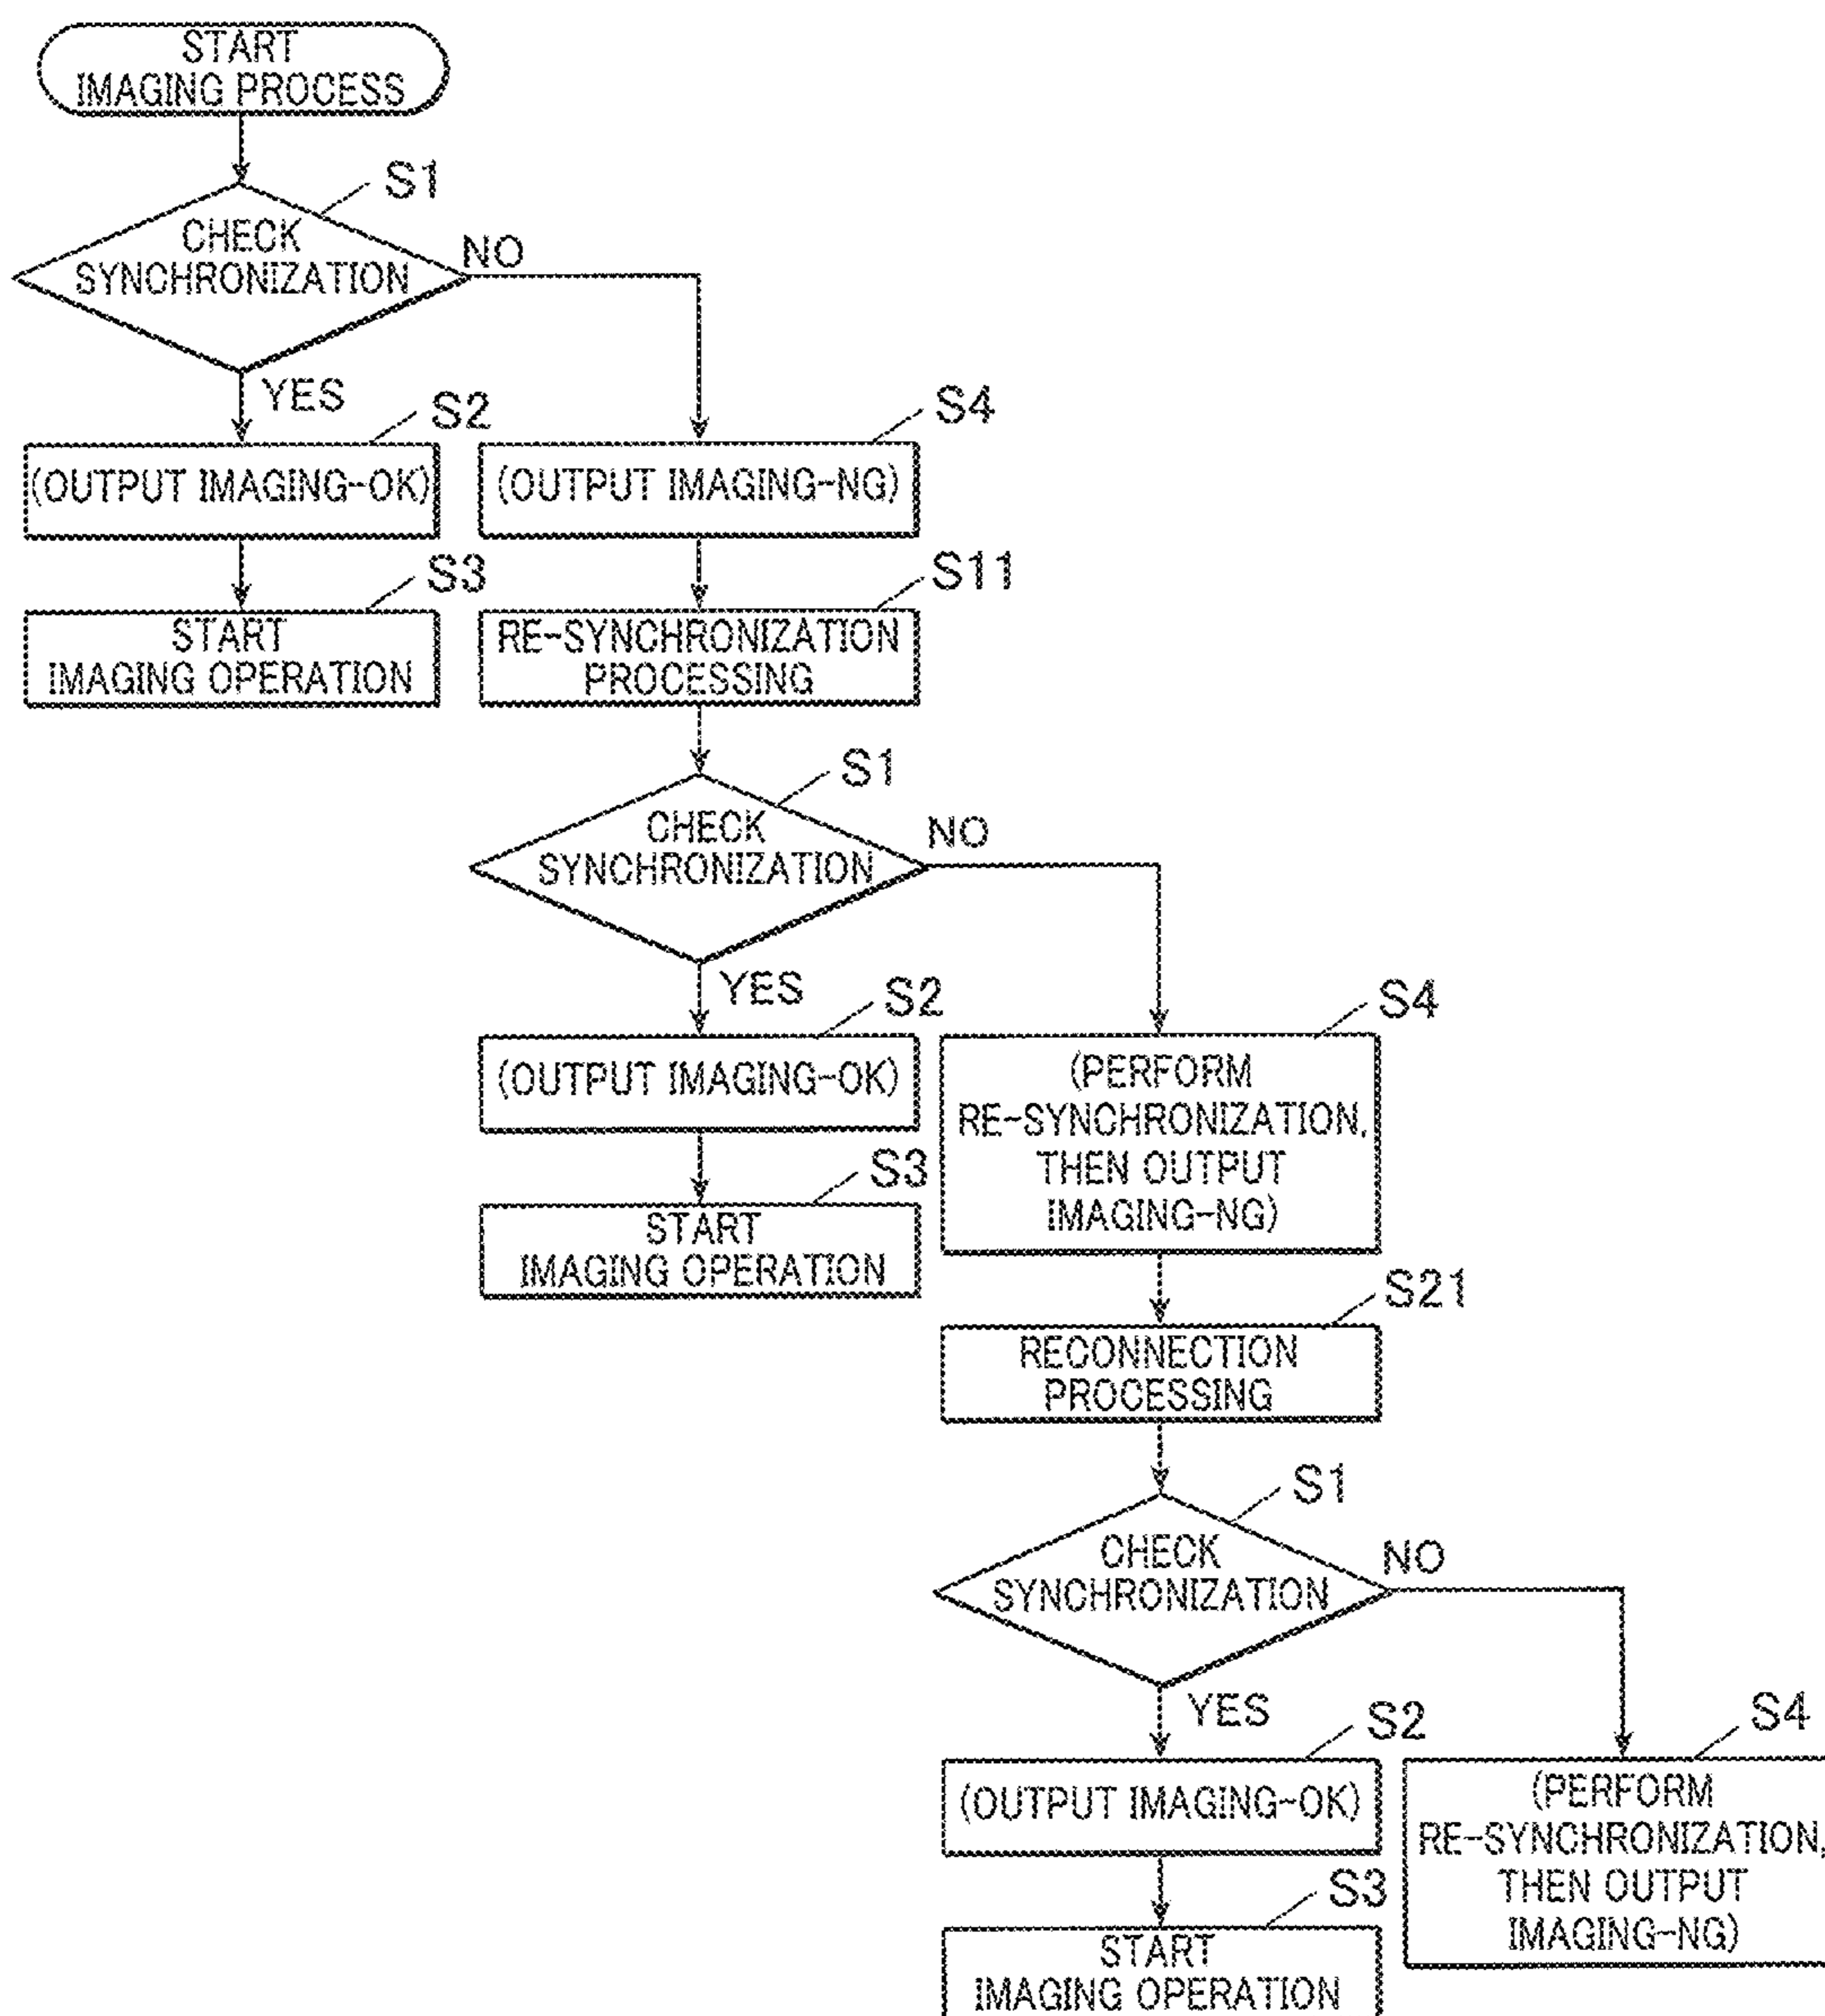 START
IMAGING PROCESS
S1
CHECK
SYNCHRONIZATION
NO
YES
S2
(OUTPUT IMAGING-OK)
S4
(OUTPUT IMAGING-NG)
S3
START
IMAGING OPERATION
S11
RE-SYNCHRONIZATION
PROCESSING
S1
CHECK
SYNCHRONIZATION
NO
YES
S2
(OUTPUT IMAGING-OK)
S4
(PERFORM
RE-SYNCHRONIZATION,
THEN OUTPUT
IMAGING-NG)
S3
START
IMAGING OPERATION
S21
RECONNECTION
PROCESSING
S1
CHECK
SYNCHRONIZATION
NO
YES
S2
(OUTPUT IMAGING-OK)
S4
(PERFORM
RE-SYNCHRONIZATION,
THEN OUTPUT
IMAGING-NG)
S3
START
IMAGING OPERATION